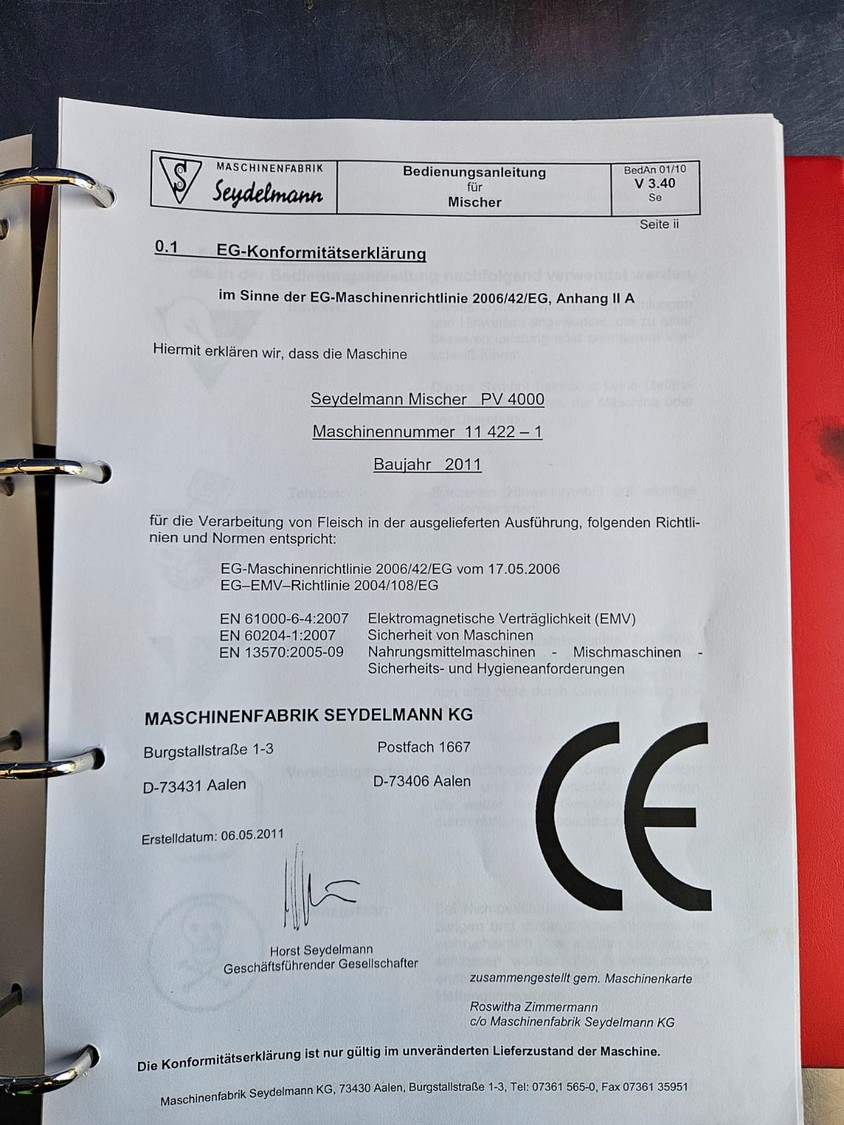 MASCHINENFABRIK
Seydelmann
Bedienungsanleitung
für
Mischer
BedAn 01/10
V 3.40
Se
Seite ii
0.1 EG-Konformitätserklärung
im Sinne der EG-Maschinenrichtlinie 2006/42/EG, Anhang II A
Hiermit erklären wir, dass die Maschine
Seydelmann Mischer PV 4000
Maschinennummer 11 422 – 1
Baujahr 2011
für die Verarbeitung von Fleisch in der ausgelieferten Ausführung, folgenden Richtli-
nien und Normen entspricht:
EG-Maschinenrichtlinie 2006/42/EG vom 17.05.2006
EG–EMV–Richtlinie 2004/108/EG
EN 61000-6-4:2007 Elektromagnetische Verträglichkeit (EMV)
EN 60204-1:2007 Sicherheit von Maschinen
EN 13570:2005-09 Nahrungsmittelmaschinen - Mischmaschinen -
Sicherheits- und Hygieneanforderungen
MASCHINENFABRIK SEYDELMANN KG
Burgstallstraße 1-3 Postfach 1667
D-73431 Aalen D-73406 Aalen
CE
Erstelldatum: 06.05.2011
Horst Seydelmann
Geschäftsführender Gesellschafter
zusammengestellt gem. Maschinenkarte
Roswitha Zimmermann
c/o Maschinenfabrik Seydelmann KG
Die Konformitätserklärung ist nur gültig im unveränderten Lieferzustand der Maschine.
Maschinenfabrik Seydelmann KG, 73430 Aalen, Burgstallstraße 1-3, Tel: 07361 565-0, Fax 07361 35951